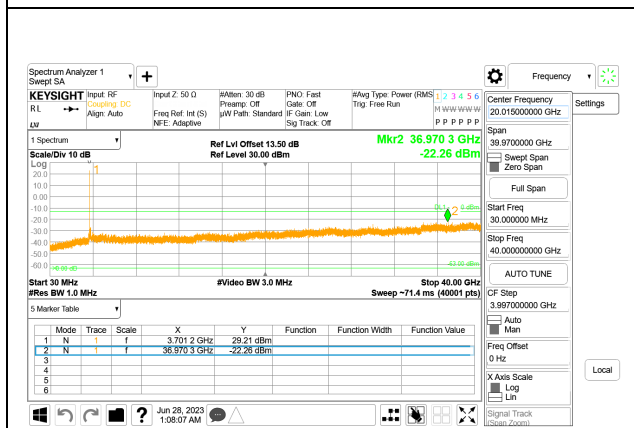 Spectrum Analyzer 1
Swept SA
+
Frequency
KEYSIGHT
Input: RF
Input Z: 50 Ω
#Atten: 30 dB
PNO: Fast
#Avg Type: Power (RMS
1 2 3 4 5 6
RL
Coupling: DC
Preamp: Off
Gate: Off
Trig: Free Run
Align: Auto
Freq Ref: Int (S)
µW Path: Standard
IF Gain: Low
M W W W W W
NFE: Adaptive
Sig Track: Off
P P P P P P
LXI
Center Frequency
20.015000000 GHz
Settings
Span
39.9700000 GHz
Swept Span
Zero Span
Full Span
Start Freq
30.000000 MHz
Stop Freq
40.000000000 GHz
AUTO TUNE
CF Step
3.997000000 GHz
Auto
Man
Freq Offset
0 Hz
X Axis Scale
Log
Lin
Local
Signal Track
(Span Zoom)
1 Spectrum
Ref Lvl Offset 13.50 dB
Mkr2 36.970 3 GHz
Scale/Div 10 dB
Ref Level 30.00 dBm
-22.26 dBm
Log
1
20.0
10.0
0.00
-10.0
2
-20.0
-30.0
-40.0
-50.0
-60.0
Start 30 MHz
#Video BW 3.0 MHz
Stop 40.00 GHz
#Res BW 1.0 MHz
Sweep ~71.4 ms (40001 pts)
5 Marker Table
Mode Trace Scale X Y Function Function Width Function Value
1 N 1 f 3.701 2 GHz 29.21 dBm
2 N 1 f 36.970 3 GHz -22.26 dBm
3
4
5
6
?
Jun 28, 2023
1:08:07 AM